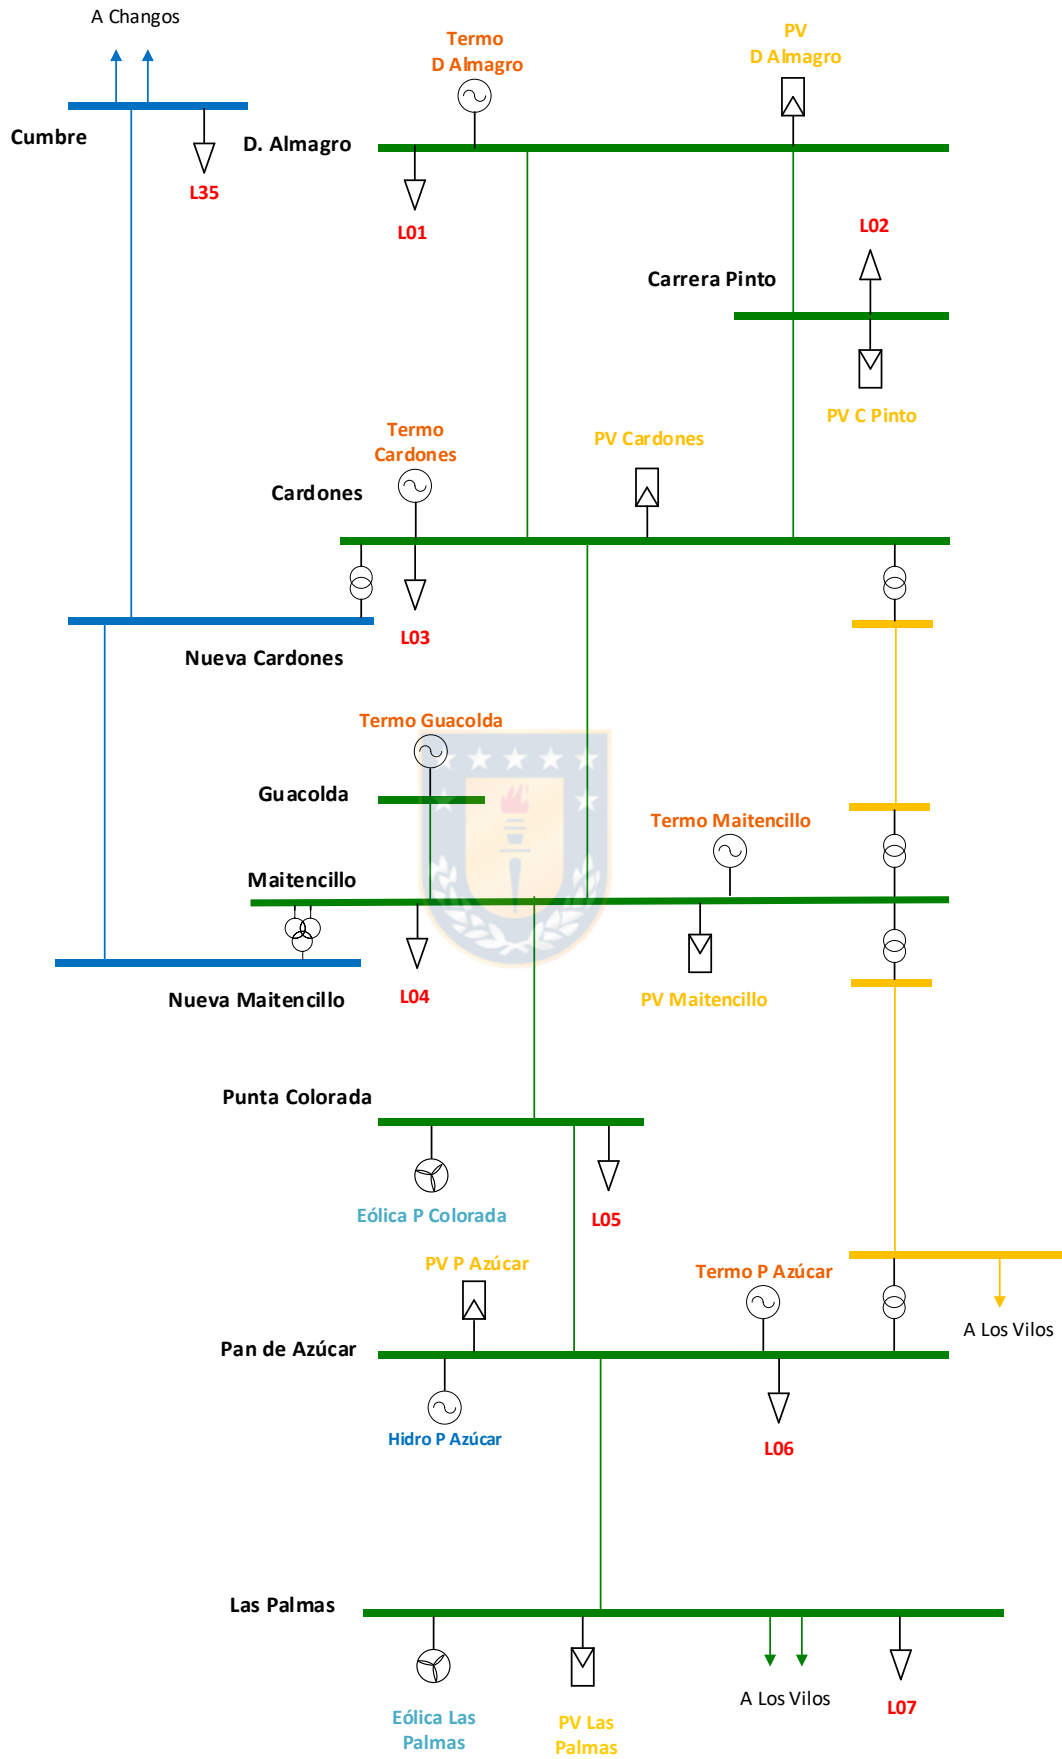 A Changos
Termo
D Almagro
PV
D Almagro
Cumbre
D. Almagro
L35
L01
L02
Carrera Pinto
PV C Pinto
Termo
Cardones
PV Cardones
Cardones
L03
Nueva Cardones
Termo Guacolda
Guacolda
Termo Maitencillo
Maitencillo
Nueva Maitencillo
L04
PV Maitencillo
Punta Colorada
Eólica P Colorada
L05
PV P Azúcar
Termo P Azúcar
A Los Vilos
Pan de Azúcar
Hidro P Azúcar
L06
Las Palmas
Eólica Las
Palmas
PV Las
Palmas
A Los Vilos
L07